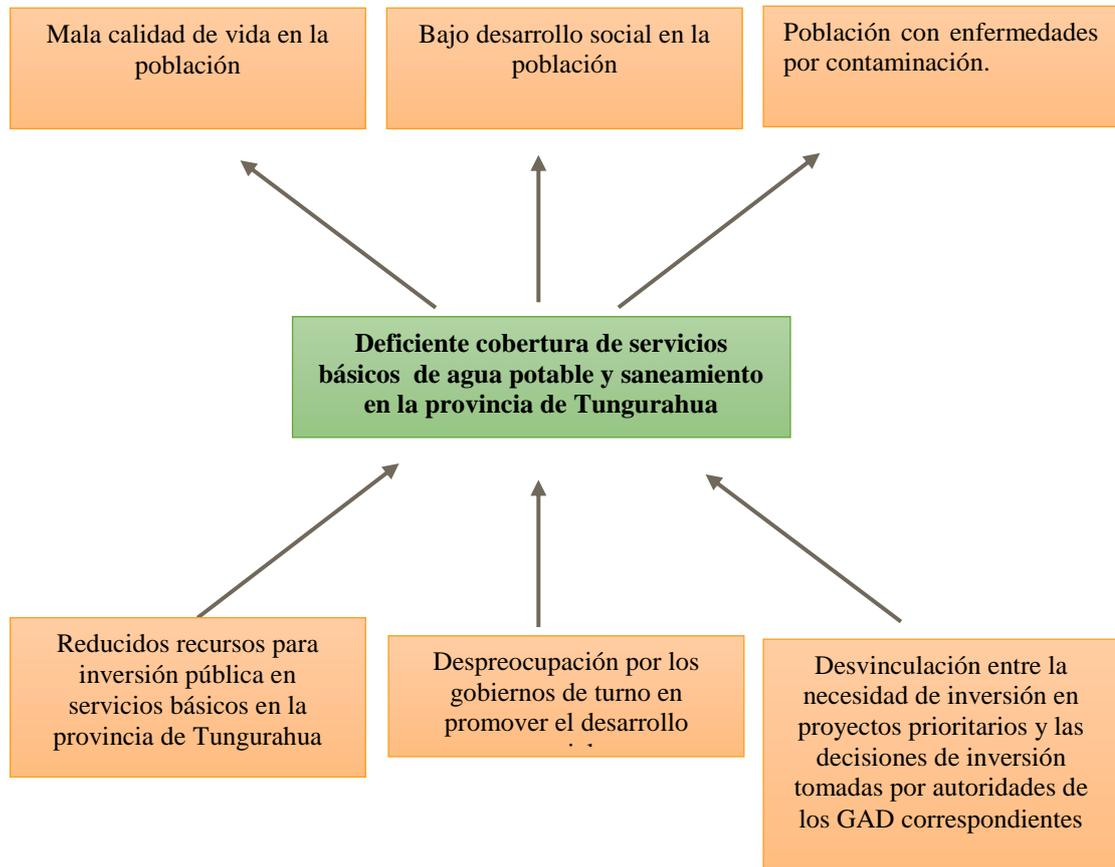 Mala calidad de vida en la
población
Bajo desarrollo social en la
población
Población con enfermedades
por contaminación.
Deficiente cobertura de servicios
básicos de agua potable y saneamiento
en la provincia de Tungurahua
Reducidos recursos para
inversión pública en
servicios básicos en la
provincia de Tungurahua
Despreocupación por los
gobiernos de turno en
promover el desarrollo
Desvinculación entre la
necesidad de inversión en
proyectos prioritarios y las
decisiones de inversión
tomadas por autoridades de
los GAD correspondientes